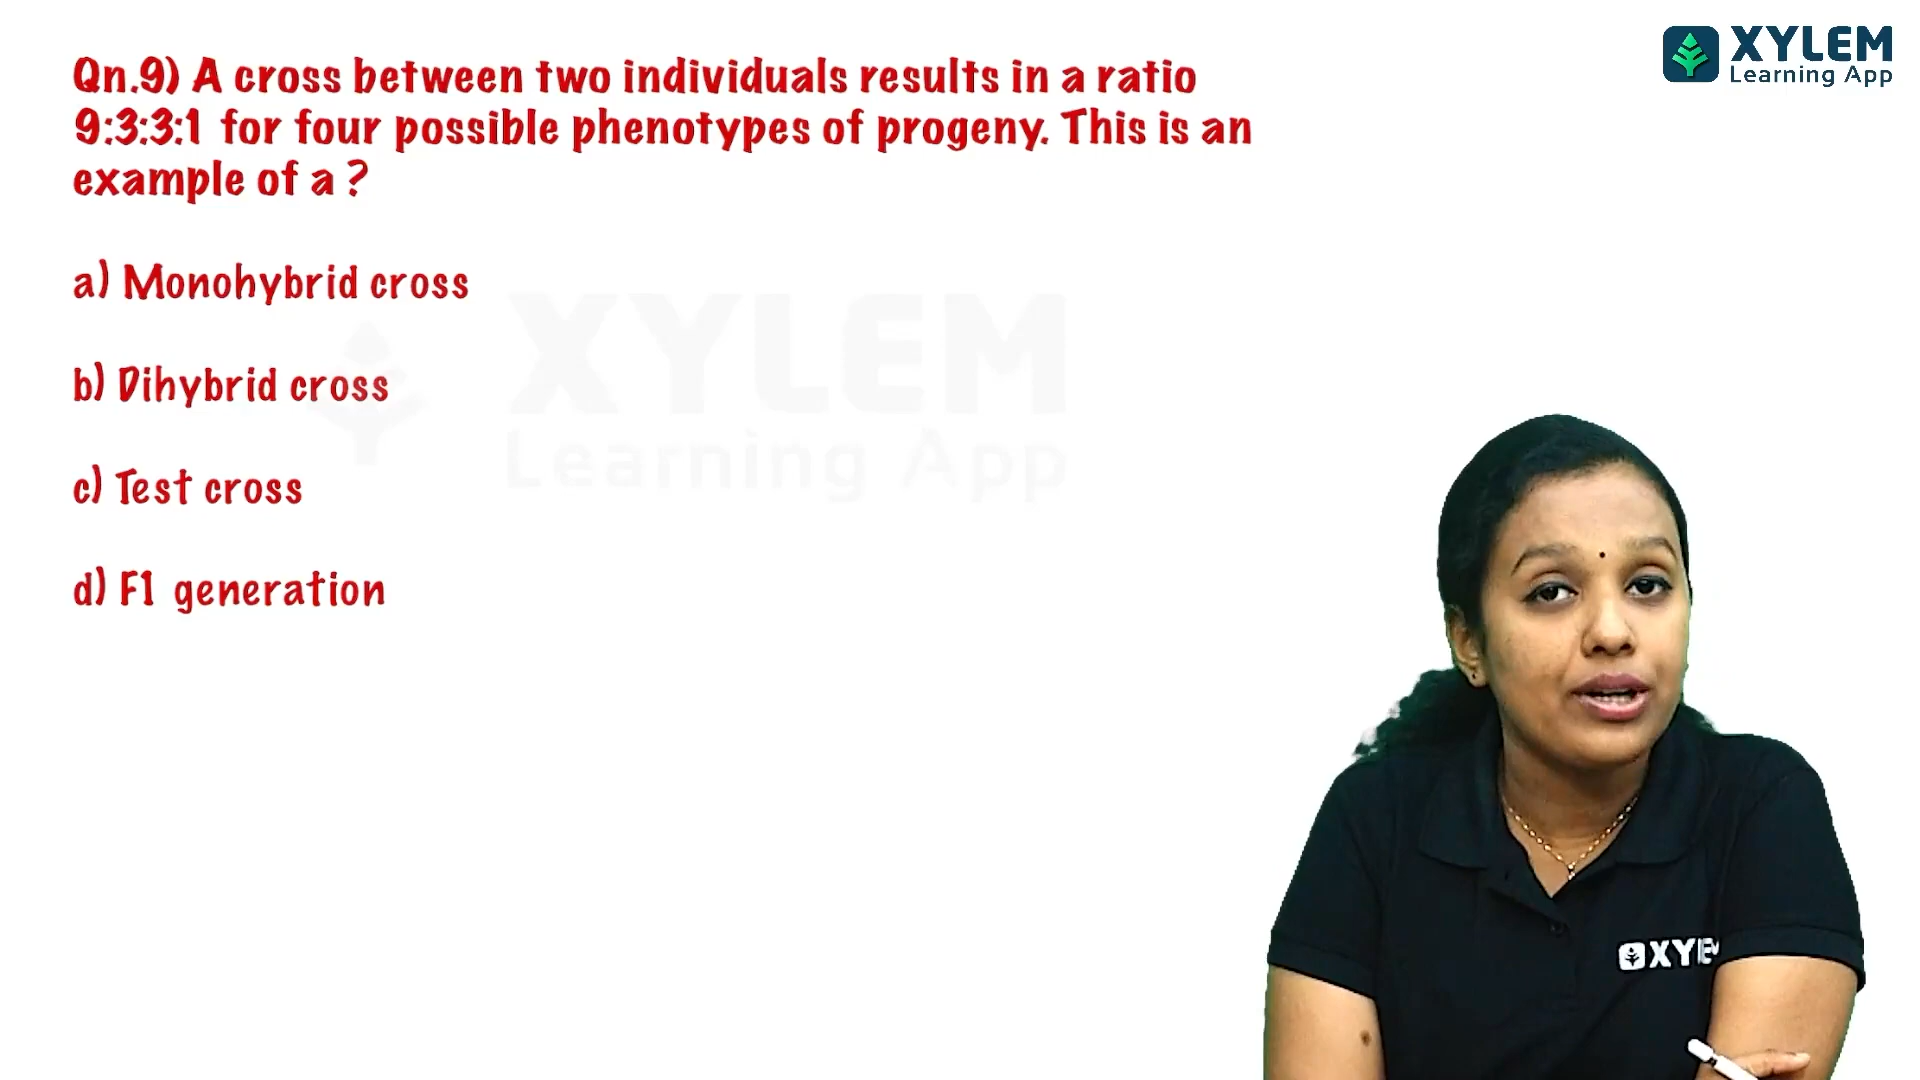 XYLEM
Learning App
Qn.9) A cross between two individuals results in a ratio
9:3:3:1 for four possible phenotypes of progeny. This is an
example of a ?
a) Monohybrid cross
b) Dihybrid cross
c) Test cross
d) F1 generation
XYLEM
Learning App